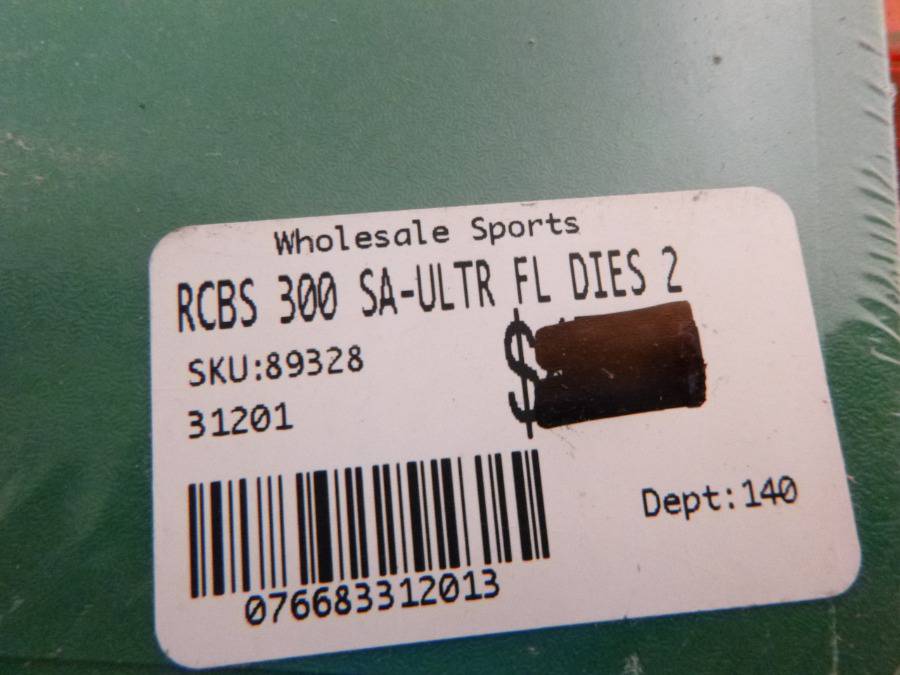 Wholesale Sports
RCBS 300 SA-ULTR FL DIES 2
SKU:89328
$
31201
Dept:140
076683312013